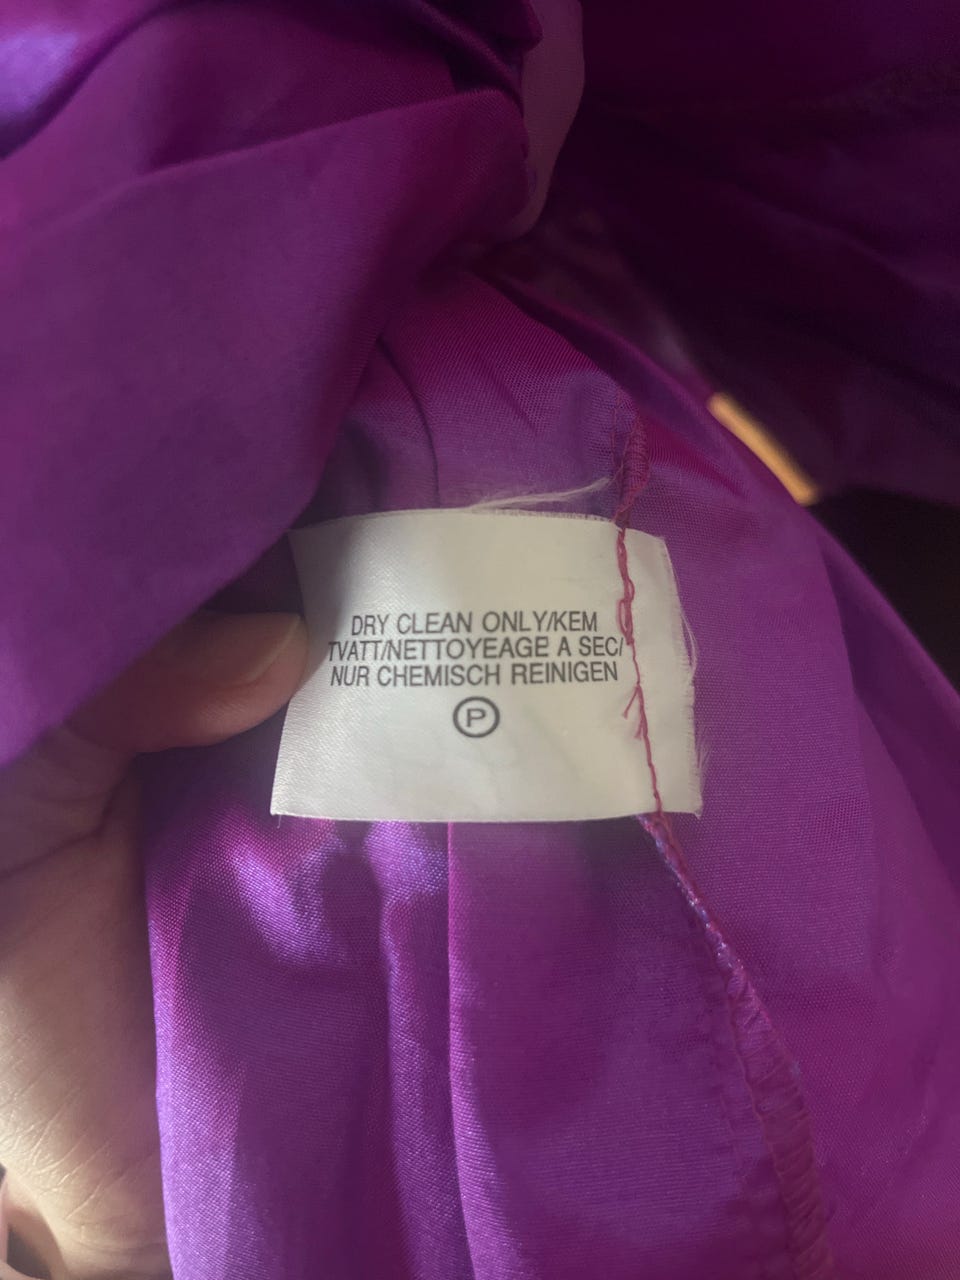 DRY CLEAN ONLY/KEM
TVATT/NETTOYEAGE A SEC/
NUR CHEMISCH REINIGEN
P